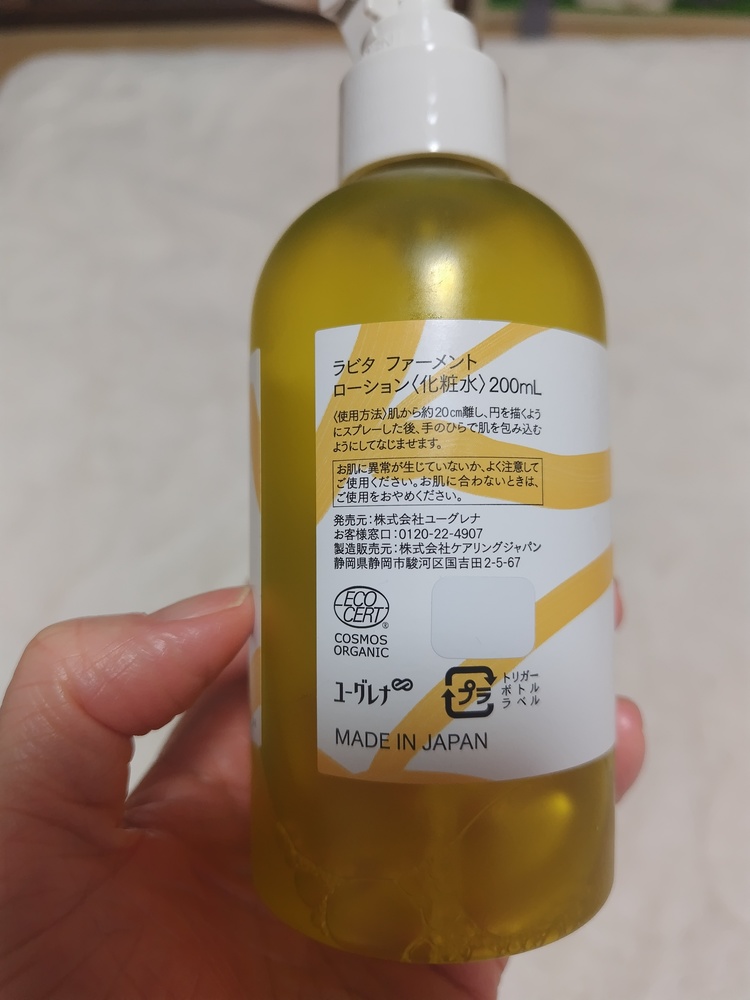 ラビタ ファーメント
ローション〈化粧水〉200mL
〈使用方法〉肌から約20cm離し、円を描くよう
にスプレーした後、手のひらで肌を包み込む
ようにしてなじませます。
お肌に異常が生じていないか、よく注意して
ご使用ください。お肌に合わないときは、
ご使用をおやめください。
発売元：株式会社ユーグレナ
お客様窓口：0120-22-4907
製造販売元：株式会社ケアリングジャパン
静岡県静岡市駿河区国吉田2-5-67
ECO
CERT®
COSMOS
ORGANIC
ユーグレナ
プラ
トリガー
ボトル
ラベル
MADE IN JAPAN